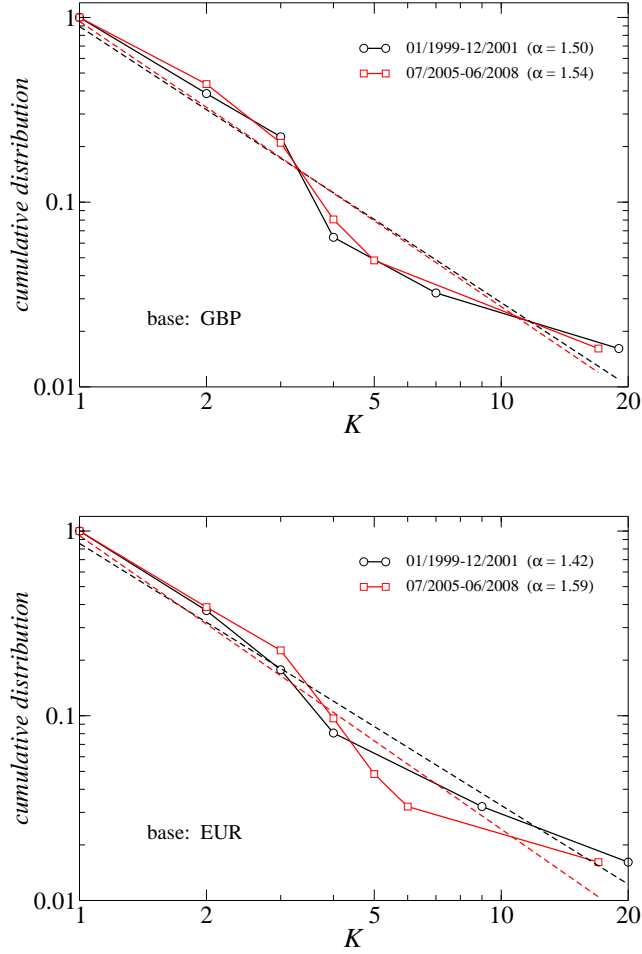 1
0.1
0.01
cumulative distribution
01/1999-12/2001 (α = 1.50)
07/2005-06/2008 (α = 1.54)
base: GBP
1 2 5 10 20
K
1
0.1
0.01
cumulative distribution
01/1999-12/2001 (α = 1.42)
07/2005-06/2008 (α = 1.59)
base: EUR
1 2 5 10 20
K